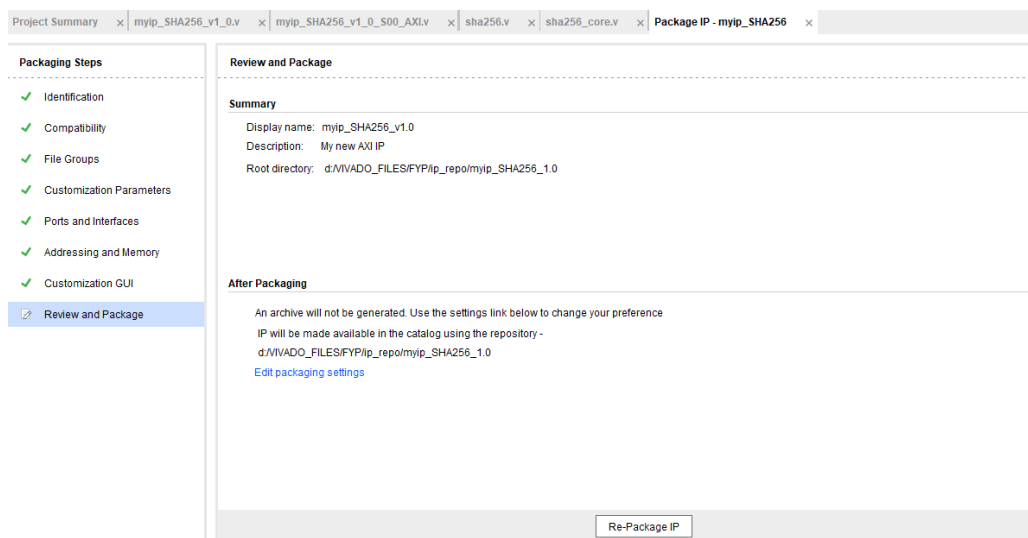 Project Summary × myip_SHA256_v1_0.v × myip_SHA256_v1_0_S00_AXI.v × sha256.v × sha256_core.v × Package IP - myip_SHA256 ×
Packaging Steps
Identification
Compatibility
File Groups
Customization Parameters
Ports and Interfaces
Addressing and Memory
Customization GUI
Review and Package
Review and Package
Summary
Display name: myip_SHA256_v1.0
Description: My new AXI IP
Root directory: d:/VIVADO_FILES/FYP/ip_repo/myip_SHA256_1.0
After Packaging
An archive will not be generated. Use the settings link below to change your preference
IP will be made available in the catalog using the repository -
d:/VIVADO_FILES/FYP/ip_repo/myip_SHA256_1.0
Edit packaging settings
Re-Package IP